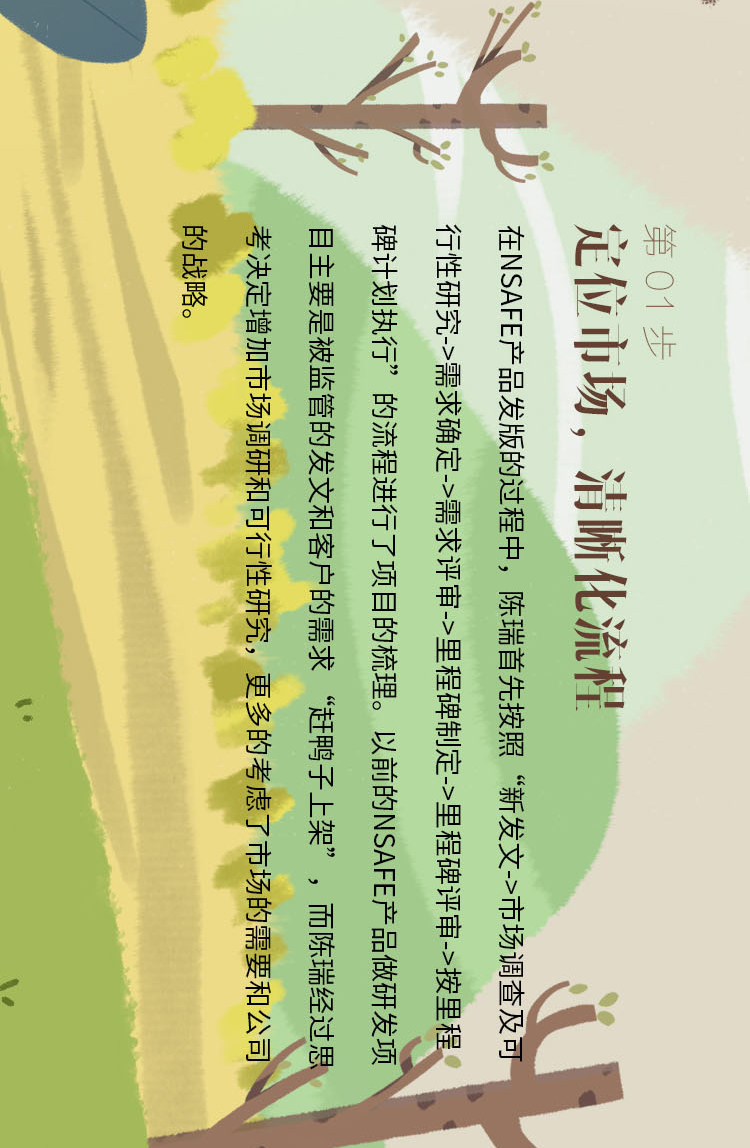 第 01 步
定位市场，清晰化流程
在NSAFE产品发版的过程中，陈瑞首先按照“新发文->市场调查及可
行性研究->需求确定->需求评审->里程碑制定->里程碑评审->按里程
碑计划执行”的流程进行了项目的梳理。以前的NSAFE产品做研发项
目主要是被监管的发文和客户的需求“赶鸭子上架”，而陈瑞经过思
考决定增加市场调研和可行性研究，更多的考虑了市场的需要和公司
的战略。